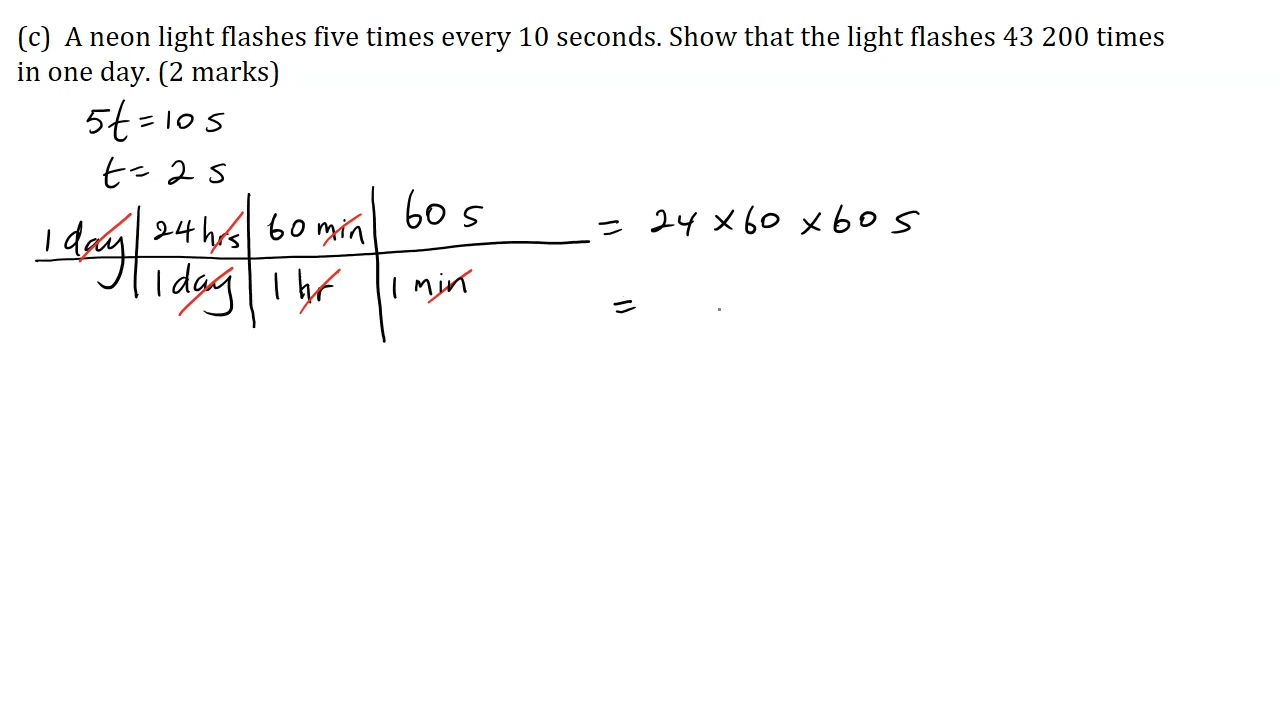 (c) A neon light flashes five times every 10 seconds. Show that the light flashes 43 200 times
in one day. (2 marks)
5t = 10 s
t = 2 s
1 day | 24 hrs | 60 min | 60 s = 24 × 60 × 60 s
1 day | 1 hr | 1 min
=